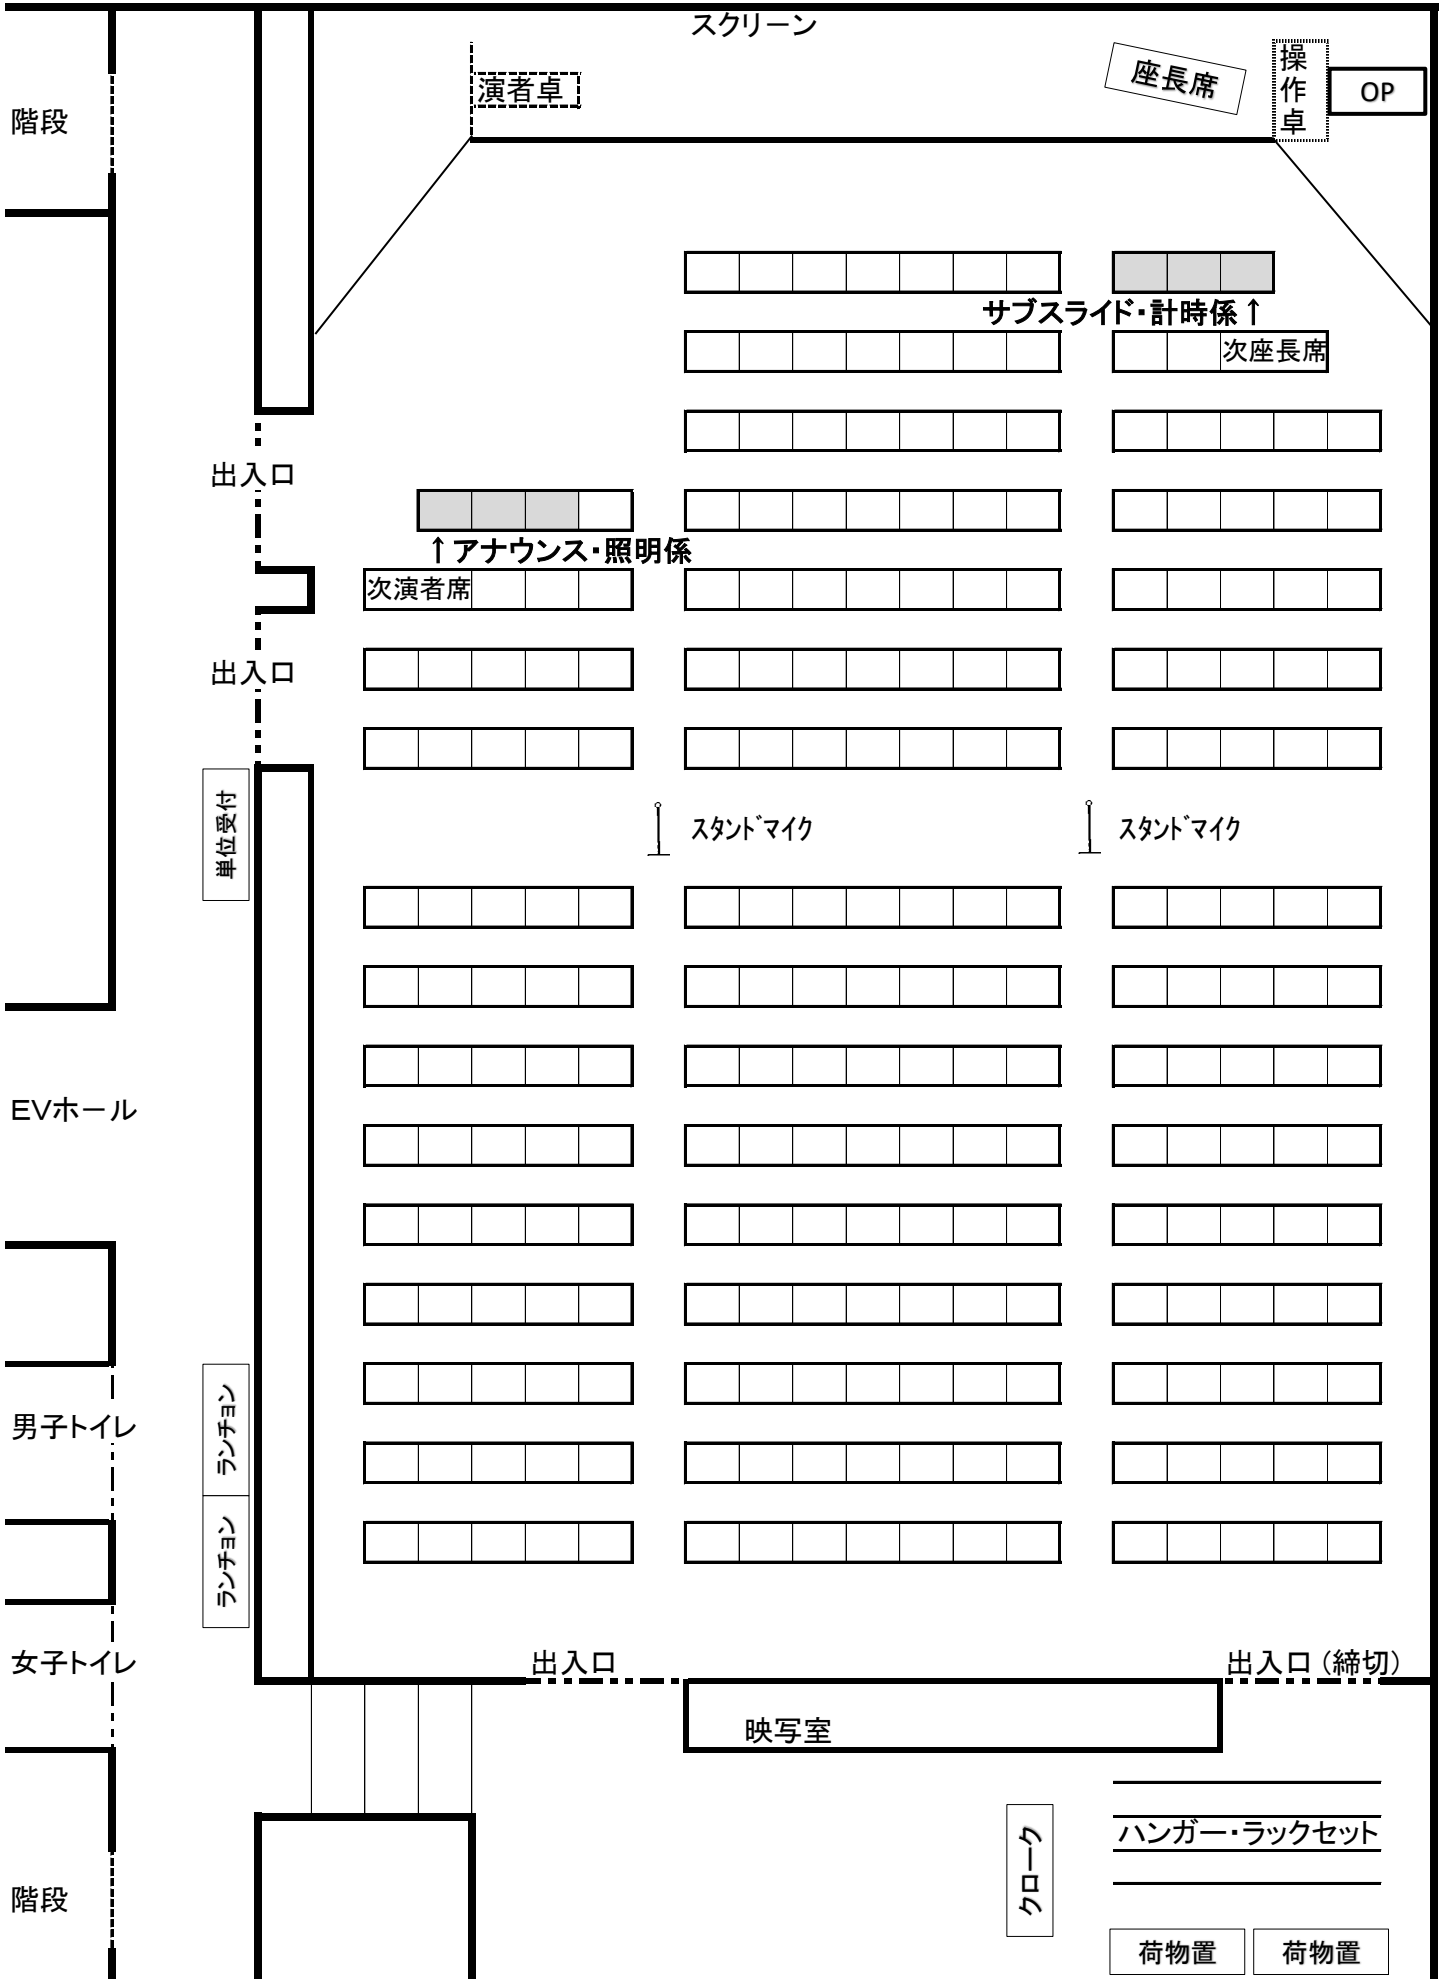 スクリーン
演者卓
座長席
操作卓
OP
階段
サブスライド・計時係↑
次座長席
出入口
↑アナウンス・照明係
次演者席
出入口
単位受付
スタンドマイク
スタンドマイク
EVホール
ランチョン
男子トイレ
ランチョン
女子トイレ
出入口
出入口（締切）
映写室
クローク
ハンガー・ラックセット
階段
荷物置
荷物置